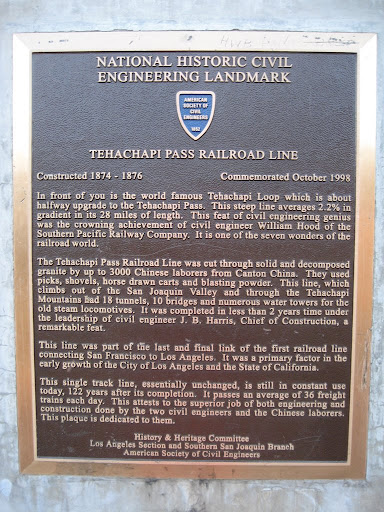 NATIONAL HISTORIC CIVIL
ENGINEERING LANDMARK
AMERICAN
SOCIETY OF
CIVIL
ENGINEERS
1852
TEHACHAPI PASS RAILROAD LINE
Constructed 1874 - 1876 Commemorated October 1998
In front of you is the world famous Tehachapi Loop which is about
halfway upgrade to the Tehachapi Pass. This steep line averages 2.2% in
gradient in its 28 miles of length. This feat of civil engineering genius
was the crowning achievement of civil engineer William Hood of the
Southern Pacific Railway Company. It is one of the seven wonders of the
railroad world.
The Tehachapi Pass Railroad Line was cut through solid and decomposed
granite by up to 3000 Chinese laborers from Canton China. They used
picks, shovels, horse drawn carts and blasting powder. This line, which
climbs out of the San Joaquin Valley and through the Tehachapi
Mountains had 18 tunnels, 10 bridges and numerous water towers for the
old steam locomotives. It was completed in less than 2 years time under
the leadership of civil engineer J. B. Harris, Chief of Construction, a
remarkable feat.
This line was part of the last and final link of the first railroad line
connecting San Francisco to Los Angeles. It was a primary factor in the
early growth of the City of Los Angeles and the State of California.
This single track line, essentially unchanged, is still in constant use
today, 122 years after its completion. It passes an average of 36 freight
trains each day. This attests to the superior job of both engineering and
construction done by the two civil engineers and the Chinese laborers.
This plaque is dedicated to them.
History & Heritage Committee
Los Angeles Section and Southern San Joaquin Branch
American Society of Civil Engineers